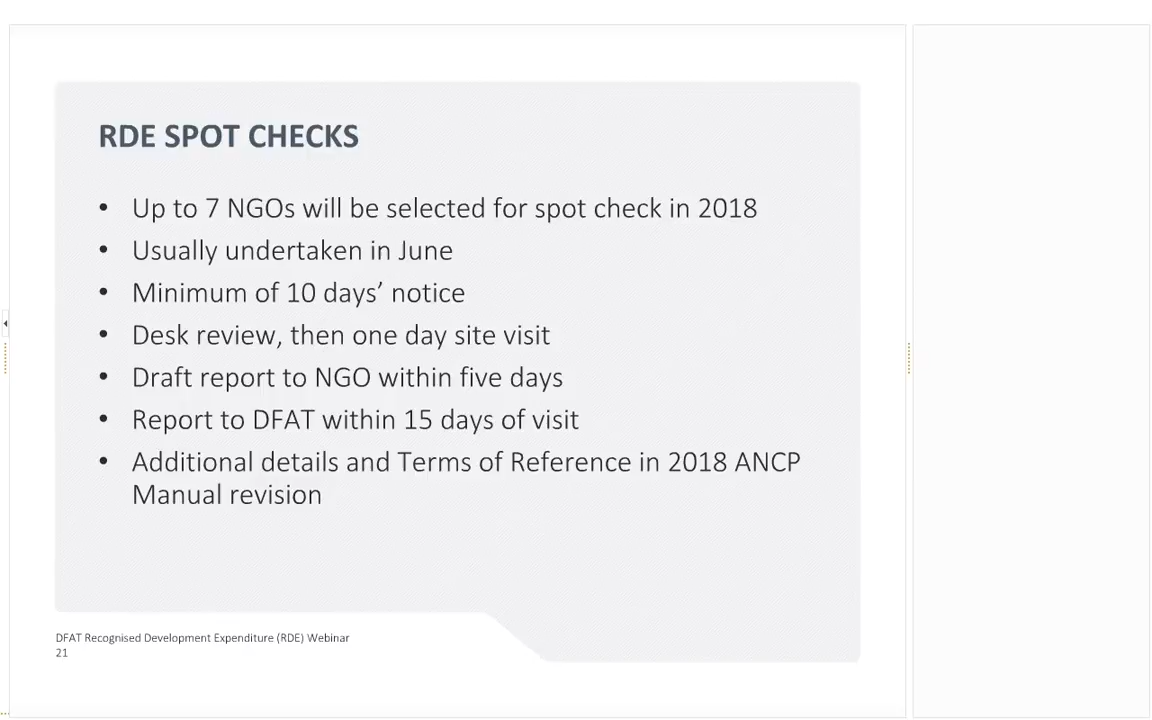 RDE SPOT CHECKS
• Up to 7 NGOs will be selected for spot check in 2018
• Usually undertaken in June
• Minimum of 10 days’ notice
• Desk review, then one day site visit
• Draft report to NGO within five days
• Report to DFAT within 15 days of visit
• Additional details and Terms of Reference in 2018 ANCP
Manual revision
DFAT Recognised Development Expenditure (RDE) Webinar
21